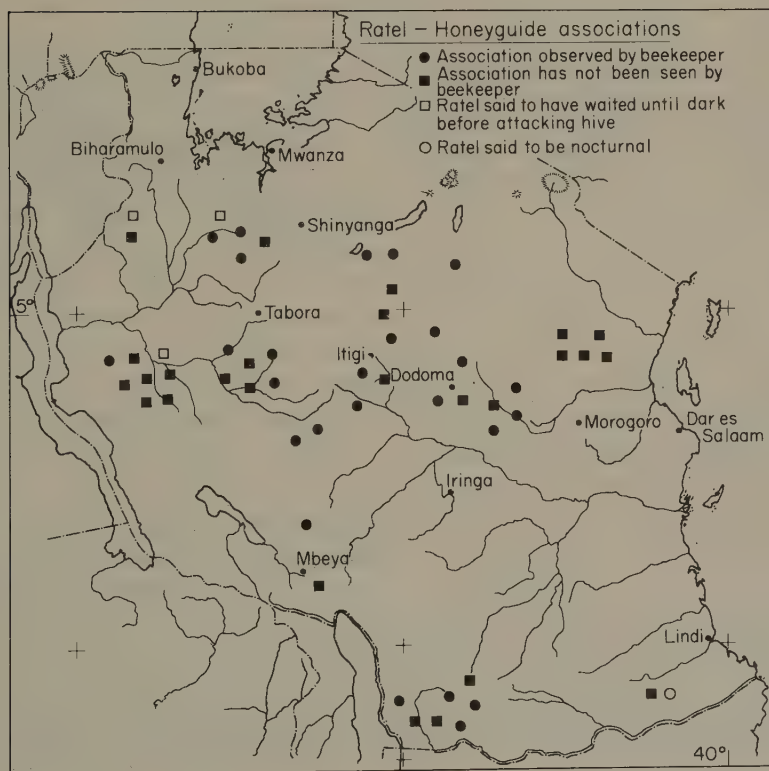 Ratel - Honeyguide associations
Association observed by beekeeper
Association has not been seen by
beekeeper
Ratel said to have waited until dark
before attacking hive
Ratel said to be nocturnal
Bukoba
Biharamulo
Mwanza
Shinyanga
5°
Tabora
Itigi
Dodoma
Morogoro
Dar es
Salaam
Iringa
Mbeya
Lindi
40°